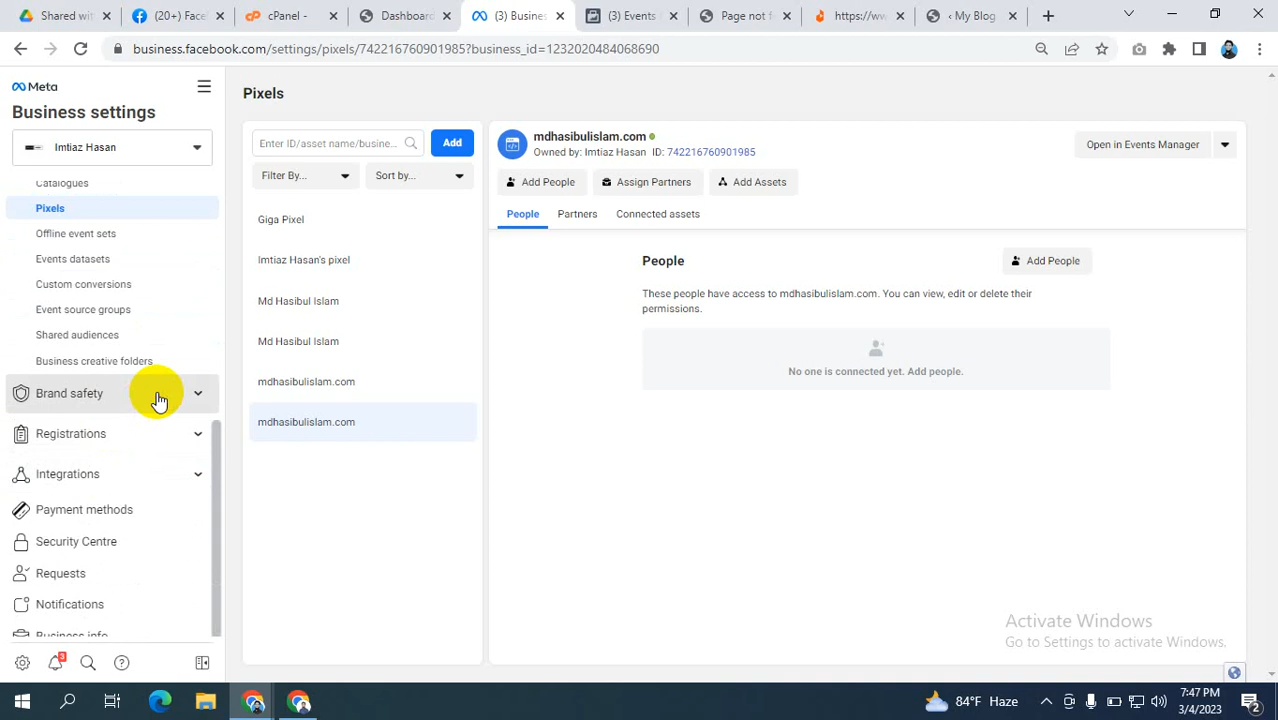 Shared with
(20+) Face
cPanel -
Dashboard
(3) Busines
(3) Events
Page not f
https://ww
‹ My Blog
business.facebook.com/settings/pixels/742216760901985?business_id=1232020484068690
Meta
Business settings
Imtiaz Hasan
Catalogues
Pixels
Offline event sets
Events datasets
Custom conversions
Event source groups
Shared audiences
Business creative folders
Brand safety
Registrations
Integrations
Payment methods
Security Centre
Requests
Notifications
Business info
3
Pixels
Enter ID/asset name/busine...
Add
Filter By...
Sort by...
Giga Pixel
Imtiaz Hasan's pixel
Md Hasibul Islam
Md Hasibul Islam
mdhasibulislam.com
mdhasibulislam.com
mdhasibulislam.com
Owned by: Imtiaz Hasan ID: 742216760901985
Open in Events Manager
Add People
Assign Partners
Add Assets
People
Partners
Connected assets
People
Add People
These people have access to mdhasibulislam.com. You can view, edit or delete their
permissions.
No one is connected yet. Add people.
Activate Windows
Go to Settings to activate Windows.
84°F Haze
7:47 PM
3/4/2023
2